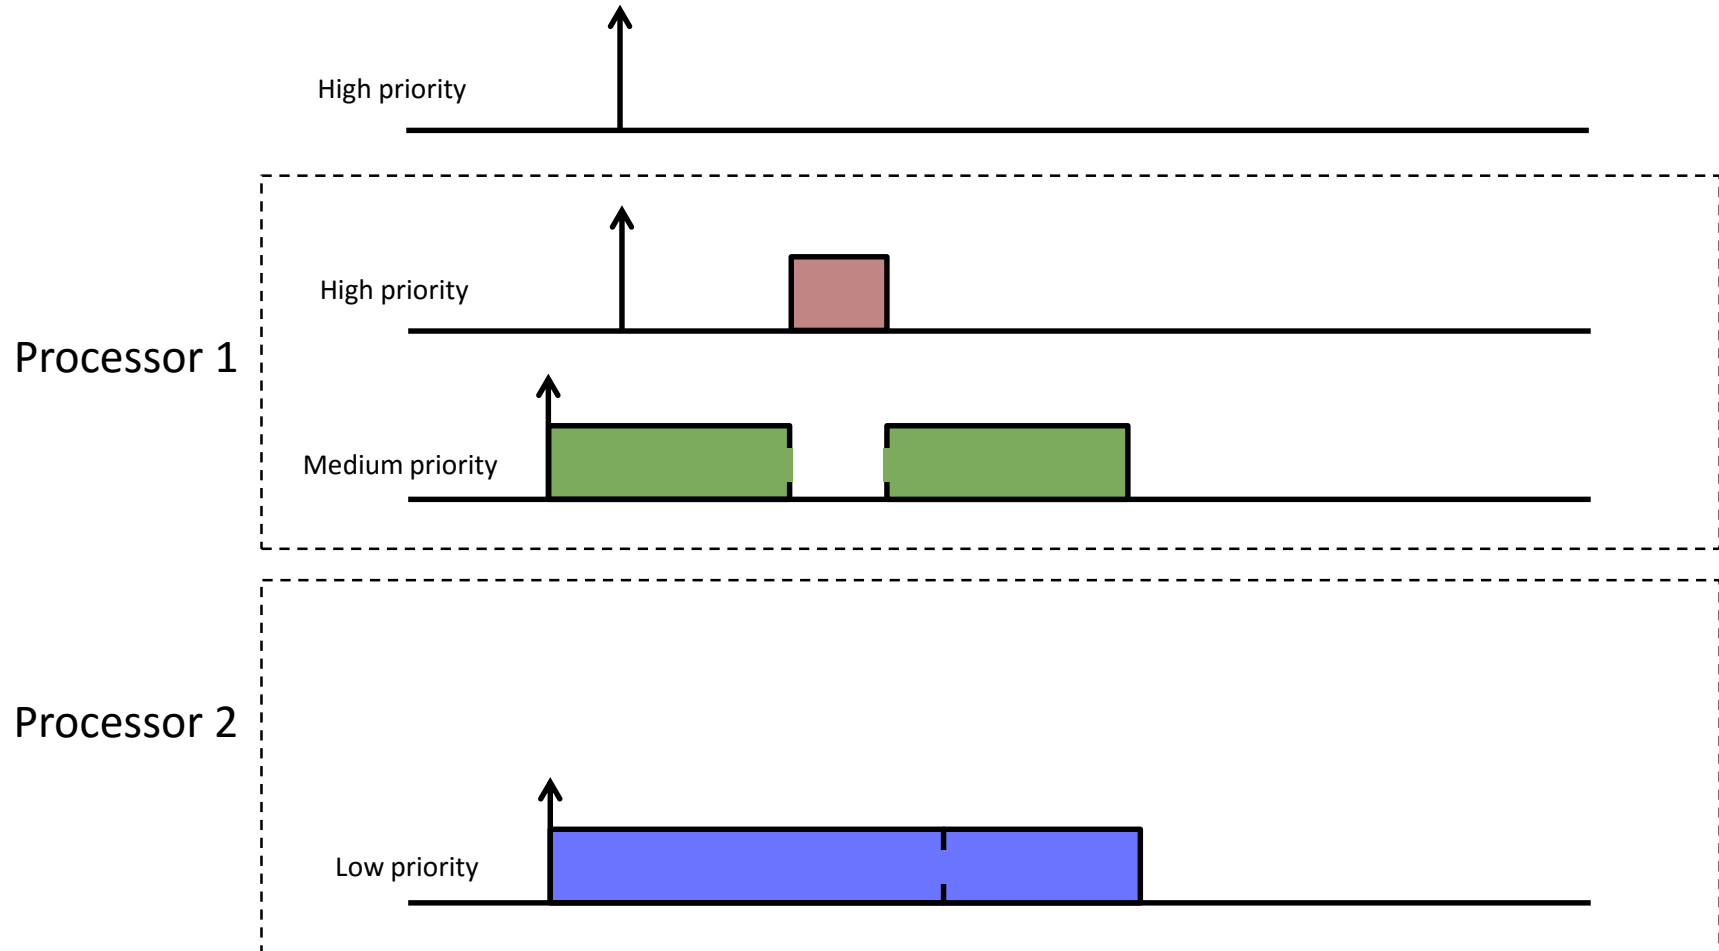 High priority
High priority
Processor 1
Medium priority
Processor 2
Low priority